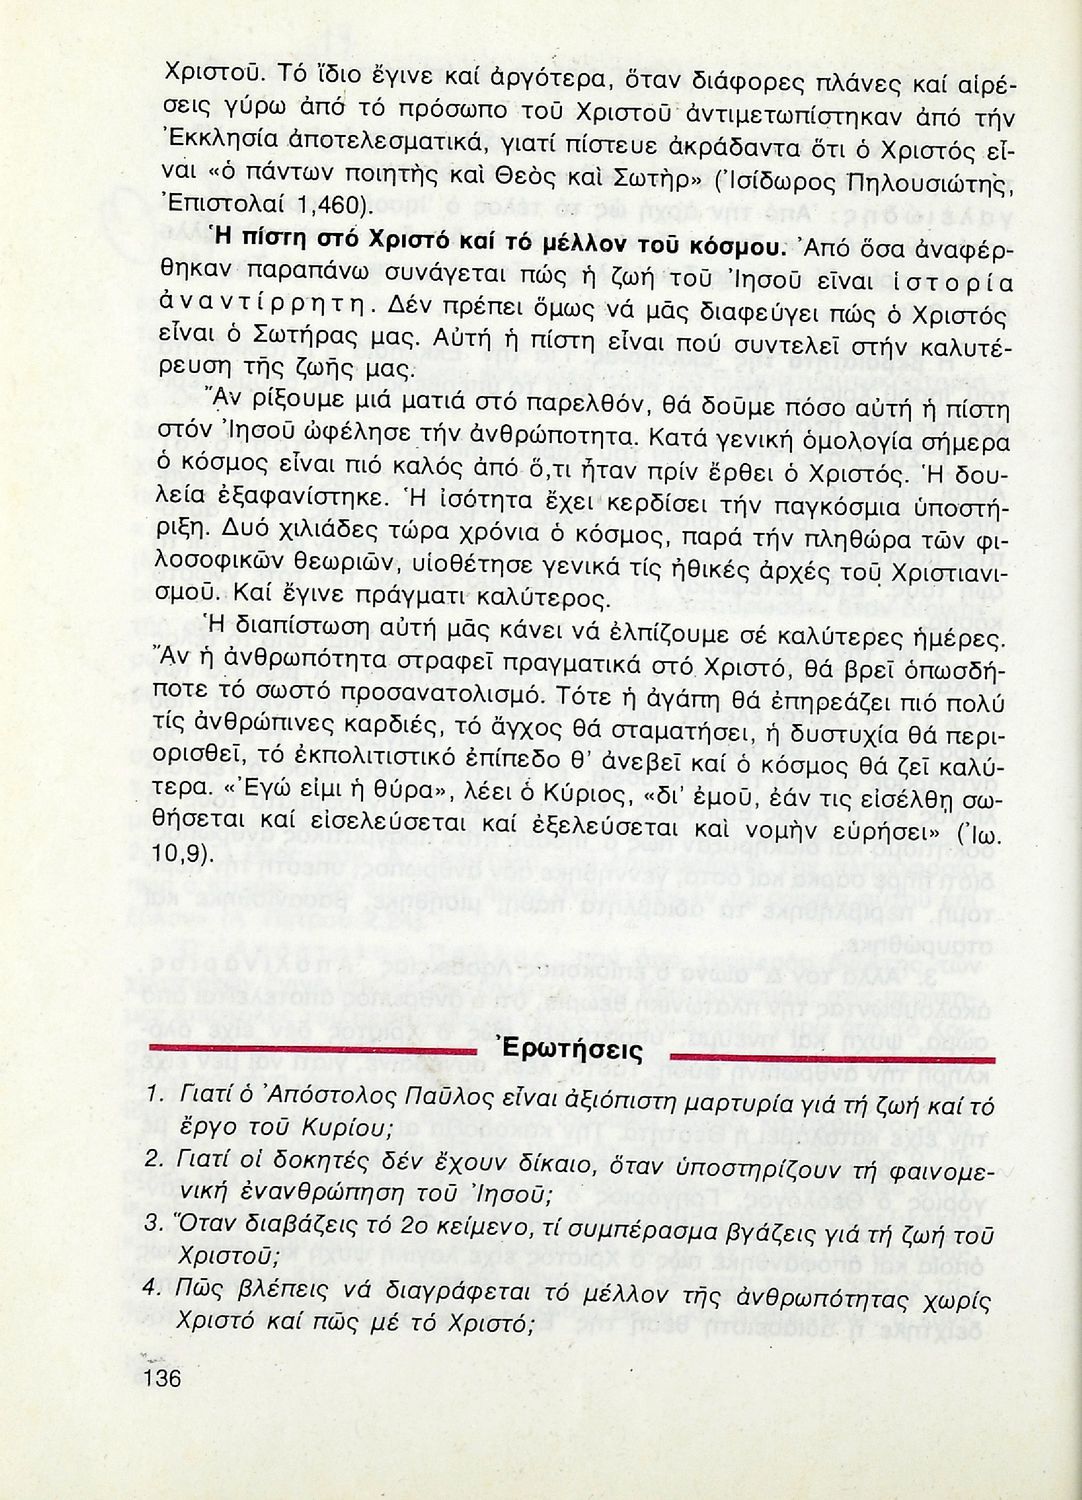 Χριστοῦ. Τό ἴδιο ἔγινε καί ἀργότερα, ὅταν διάφορες πλάνες καί αἱρέ-
σεις γύρω ἀπό τό πρόσωπο τοῦ Χριστοῦ ἀντιμετωπίστηκαν ἀπό τήν
Ἐκκλησία ἀποτελεσματικά, γιατί πίστευε ἀκράδαντα ὅτι ὁ Χριστός εἶ-
ναι «ὁ πάντων ποιητὴς καὶ Θεὸς καὶ Σωτὴρ» (Ἰσίδωρος Πηλουσιώτης,
Ἐπιστολαί 1,460).
Ἡ πίστη στό Χριστό καί τό μέλλον τοῦ κόσμου. Ἀπό ὅσα ἀναφέρ-
θηκαν παραπάνω συνάγεται πώς ἡ ζωή τοῦ Ἰησοῦ εἶναι ἱστορία
ἀναντίρρητη. Δέν πρέπει ὅμως νά μᾶς διαφεύγει πώς ὁ Χριστός
εἶναι ὁ Σωτήρας μας. Αὐτή ἡ πίστη εἶναι πού συντελεῖ στήν καλυτέ-
ρευση τῆς ζωῆς μας.
Ἄν ρίξουμε μιά ματιά στό παρελθόν, θά δοῦμε πόσο αὐτή ἡ πίστη
στόν Ἰησοῦ ὠφέλησε τήν ἀνθρωπότητα. Κατά γενική ὁμολογία σήμερα
ὁ κόσμος εἶναι πιό καλός ἀπό ὅ,τι ἦταν πρίν ἔρθει ὁ Χριστός. Ἡ δου-
λεία ἐξαφανίστηκε. Ἡ ἰσότητα ἔχει κερδίσει τήν παγκόσμια ὑποστή-
ριξη. Δυό χιλιάδες τώρα χρόνια ὁ κόσμος, παρά τήν πληθώρα τῶν φι-
λοσοφικῶν θεωριῶν, υἱοθέτησε γενικά τίς ἠθικές ἀρχές τοῦ Χριστιανι-
σμοῦ. Καί ἔγινε πράγματι καλύτερος.
Ἡ διαπίστωση αὐτή μᾶς κάνει νά ἐλπίζουμε σέ καλύτερες ἡμέρες.
Ἄν ἡ ἀνθρωπότητα στραφεῖ πραγματικά στό Χριστό, θά βρεῖ ὁπωσδή-
ποτε τό σωστό προσανατολισμό. Τότε ἡ ἀγάπη θά ἐπηρεάζει πιό πολύ
τίς ἀνθρώπινες καρδιές, τό ἄγχος θά σταματήσει, ἡ δυστυχία θά περι-
ορισθεῖ, τό ἐκπολιτιστικό ἐπίπεδο θ' ἀνεβεῖ καί ὁ κόσμος θά ζεῖ καλύ-
τερα. «Ἐγώ εἰμι ἡ θύρα», λέει ὁ Κύριος, «δι' ἐμοῦ, ἐάν τις εἰσέλθῃ σω-
θήσεται καί εἰσελεύσεται καί ἐξελεύσεται καὶ νομὴν εὑρήσει» (Ἰω.
10,9).
Ἐρωτήσεις
1. Γιατί ὁ Ἀπόστολος Παῦλος εἶναι ἀξιόπιστη μαρτυρία γιά τή ζωή καί τό
ἔργο τοῦ Κυρίου;
2. Γιατί οἱ δοκητές δέν ἔχουν δίκαιο, ὅταν ὑποστηρίζουν τή φαινομε-
νική ἐνανθρώπηση τοῦ Ἰησοῦ;
3. Ὅταν διαβάζεις τό 2ο κείμενο, τί συμπέρασμα βγάζεις γιά τή ζωή τοῦ
Χριστοῦ;
4. Πῶς βλέπεις νά διαγράφεται τό μέλλον τῆς ἀνθρωπότητας χωρίς
Χριστό καί πῶς μέ τό Χριστό;
136